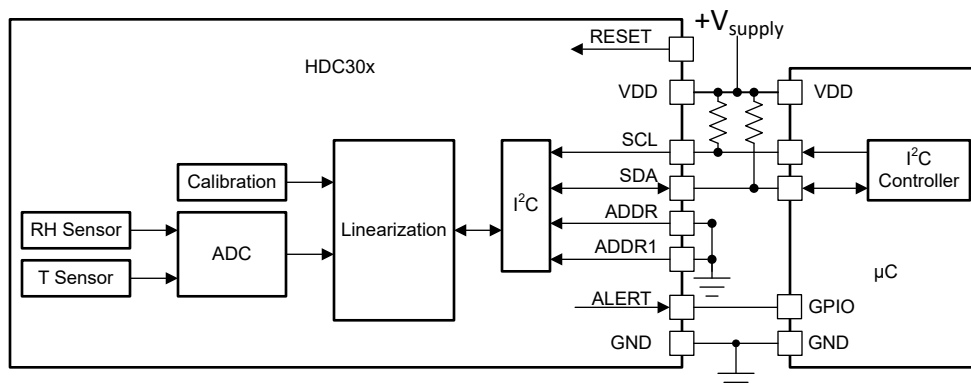 +Vsupply
RESET
HDC30x
VDD
VDD
SCL
I²C
Controller
Calibration
SDA
I²C
RH Sensor
ADC
Linearization
ADDR
T Sensor
ADDR1
µC
ALERT
GPIO
GND
GND